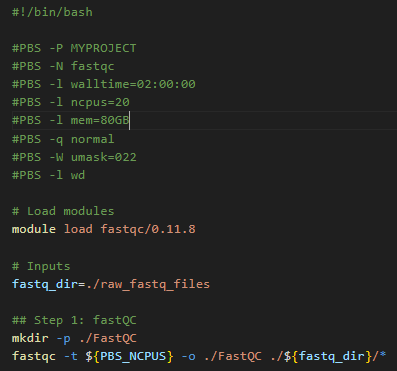 #!/bin/bash
#PBS -P MYPROJECT
#PBS -N fastqc
#PBS -l walltime=02:00:00
#PBS -l ncpus=20
#PBS -l mem=80GB
#PBS -q normal
#PBS -W umask=022
#PBS -l wd
# Load modules
module load fastqc/0.11.8
# Inputs
fastq_dir=./raw_fastq_files
## Step 1: fastQC
mkdir -p ./FastQC
fastqc -t ${PBS_NCPUS} -o ./FastQC ./${fastq_dir}/*